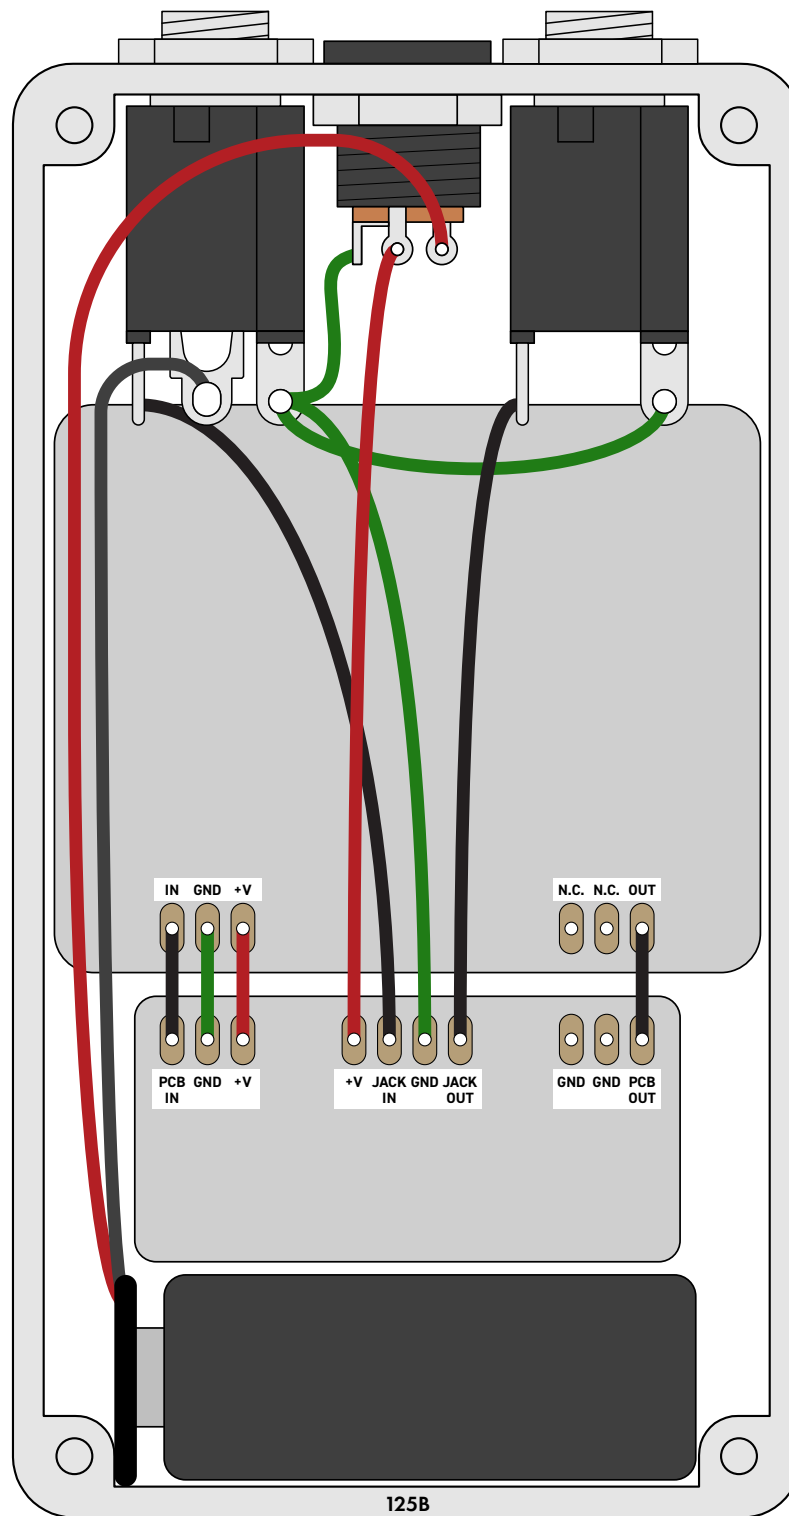 IN GND +V
N.C. N.C. OUT
PCB IN GND +V
+V JACK IN GND JACK OUT
GND GND PCB OUT
125B